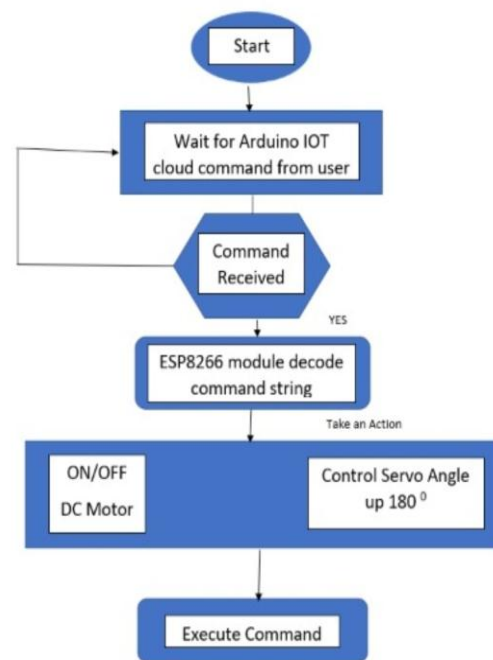 Start
Wait for Arduino IOT
cloud command from user
Command
Received
YES
ESP8266 module decode
command string
Take an Action
ON/OFF
DC Motor
Control Servo Angle
up 180 ⁰
Execute Command